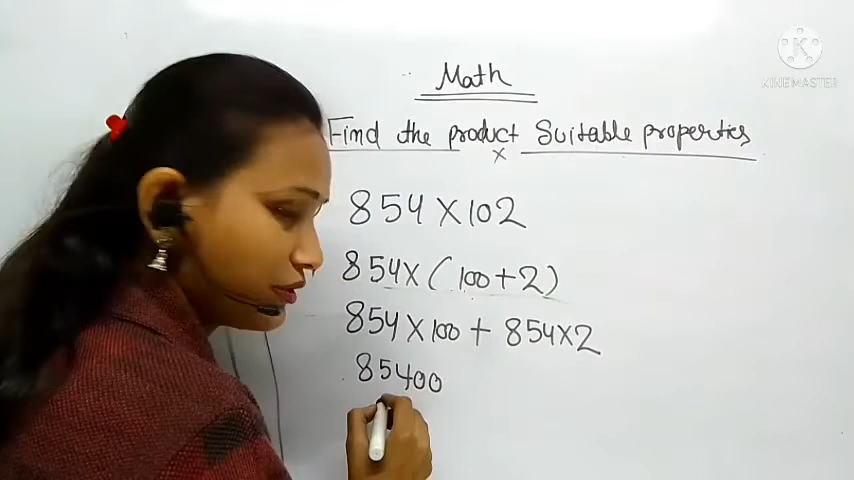 Math
Find the product Suitable properties
x
854 X 102
854 X (100 + 2)
854 X 100 + 854 X 2
85400
K
KINEMASTER